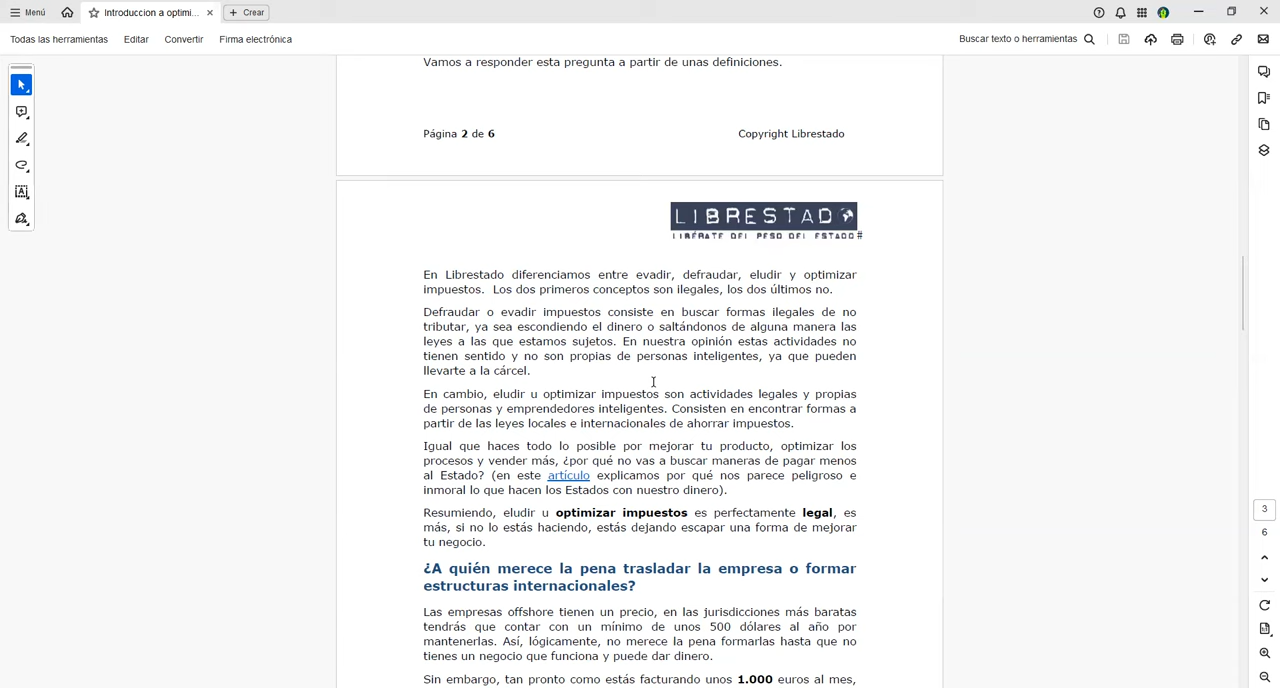 Menú
Introduccion a optimi...
Crear
Todas las herramientas
Editar
Convertir
Firma electrónica
Buscar texto o herramientas
Vamos a responder esta pregunta a partir de unas definiciones.
Página 2 de 6
Copyright Librestado
LIBRESTADO
LIBÉRATE DEL PESO DEL ESTADO#
En Librestado diferenciamos entre evadir, defraudar, eludir y optimizar
impuestos.  Los dos primeros conceptos son ilegales, los dos últimos no.
Defraudar o evadir impuestos consiste en buscar formas ilegales de no
tributar, ya sea escondiendo el dinero o saltándonos de alguna manera las
leyes a las que estamos sujetos. En nuestra opinión estas actividades no
tienen sentido y no son propias de personas inteligentes, ya que pueden
llevarte a la cárcel.
En cambio, eludir u optimizar impuestos son actividades legales y propias
de personas y emprendedores inteligentes. Consisten en encontrar formas a
partir de las leyes locales e internacionales de ahorrar impuestos.
Igual que haces todo lo posible por mejorar tu producto, optimizar los
procesos y vender más, ¿por qué no vas a buscar maneras de pagar menos
al Estado? (en este artículo explicamos por qué nos parece peligroso e
inmoral lo que hacen los Estados con nuestro dinero).
Resumiendo, eludir u optimizar impuestos es perfectamente legal, es
más, si no lo estás haciendo, estás dejando escapar una forma de mejorar
tu negocio.
¿A quién merece la pena trasladar la empresa o formar
estructuras internacionales?
Las empresas offshore tienen un precio, en las jurisdicciones más baratas
tendrás que contar con un mínimo de unos 500 dólares al año por
mantenerlas. Así, lógicamente, no merece la pena formarlas hasta que no
tienes un negocio que funciona y puede dar dinero.
Sin embargo, tan pronto como estás facturando unos 1.000 euros al mes,
3
6